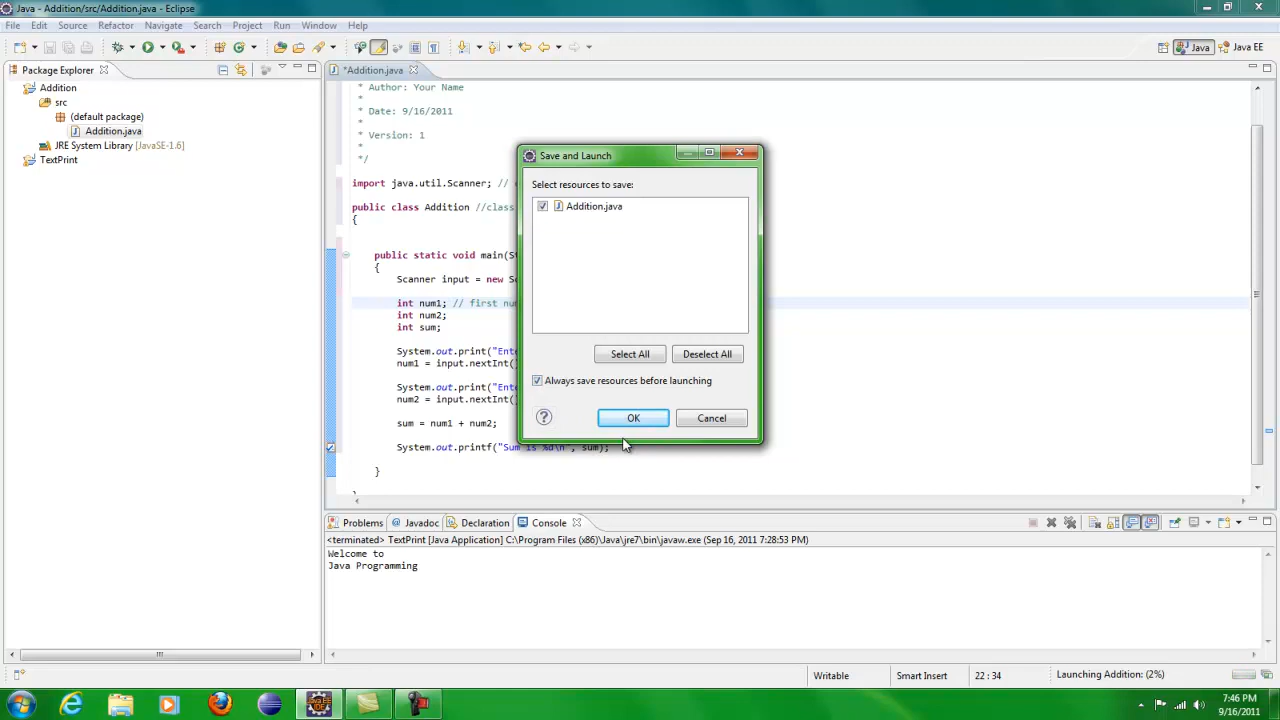 Java - Addition/src/Addition.java - Eclipse
File Edit Source Refactor Navigate Search Project Run Window Help
Java Java EE
Package Explorer
*Addition.java
Addition
src
(default package)
Addition.java
JRE System Library [JavaSE-1.6]
TextPrint
* Author: Your Name
*
* Date: 9/16/2011
*
* Version: 1
*
*/
import java.util.Scanner; //
public class Addition //class
{
public static void main(
{
Scanner input = new
int num1; // first
int num2;
int sum;
System.out.print(
num1 = input.nextInt(
System.out.print(
num2 = input.nextInt(
sum = num1 + num2;
System.out.printf("Sum is %d\n", sum);
}
Save and Launch
Select resources to save:
Addition.java
Select All Deselect All
Always save resources before launching
? OK Cancel
Problems @ Javadoc Declaration Console
<terminated> TextPrint [Java Application] C:\Program Files (x86)\Java\jre7\bin\javaw.exe (Sep 16, 2011 7:28:53 PM)
Welcome to
Java Programming
Writable Smart Insert 22 : 34 Launching Addition: (2%)
Java EE
IDE
7:46 PM
9/16/2011